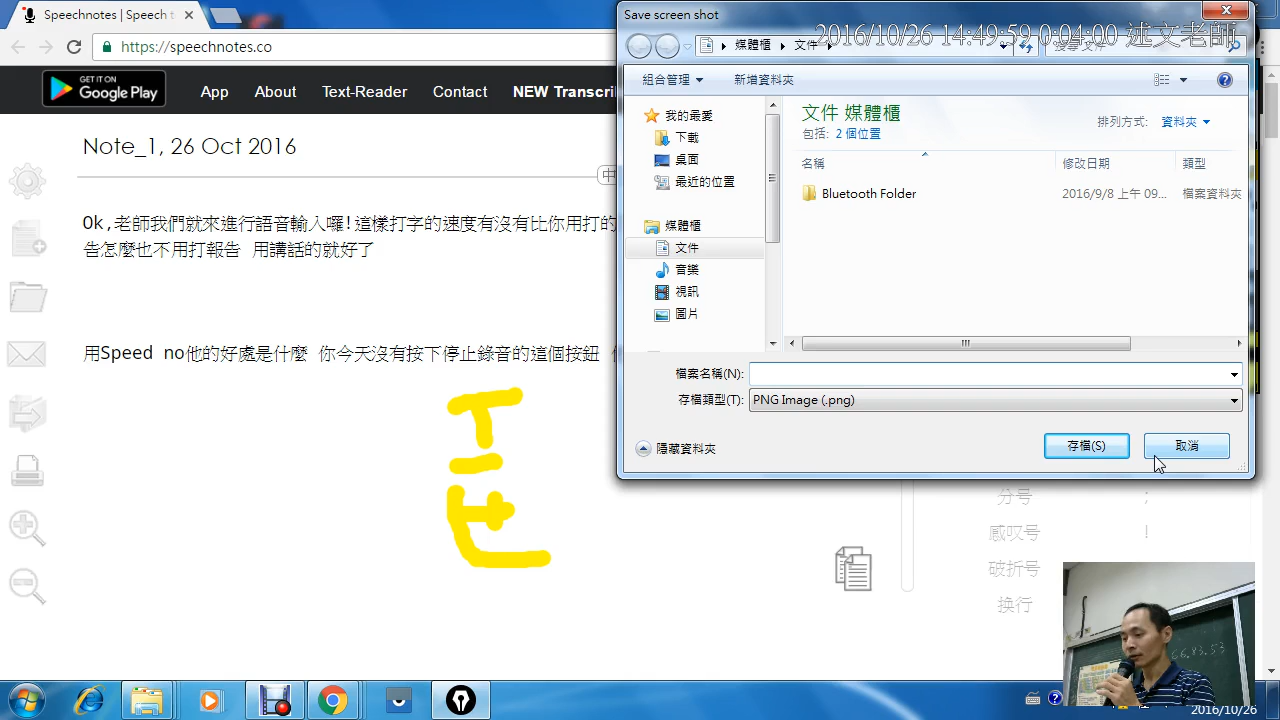 Speechnotes | Speech t
https://speechnotes.co
GET IT ON
Google Play
App
About
Text-Reader
Contact
NEW Transcri
Note_1, 26 Oct 2016
中
Ok,老師我們就來進行語音輸入囉!這樣打字的速度有沒有比你用打的
告怎麼也不用打報告 用講話的就好了
用Speed no他的好處是什麼 你今天沒有按下停止錄音的這個按鈕
ㄒ
ㄧ
ㄝ
Save screen shot
2016/10/26 14:49:59 0:04:00 述文老師
媒體櫃
文件
組合管理
新增資料夾
我的最愛
下載
桌面
最近的位置
媒體櫃
文件
音樂
視訊
圖片
文件 媒體櫃
包括: 2 個位置
排列方式:
資料夾
名稱
修改日期
類型
Bluetooth Folder
2016/9/8 上午 09...
檔案資料夾
檔案名稱(N):
存檔類型(T):
PNG Image (.png)
隱藏資料夾
存檔(S)
取消
分号
;
感叹号
!
破折号
换行
66.83.53
2016/10/26